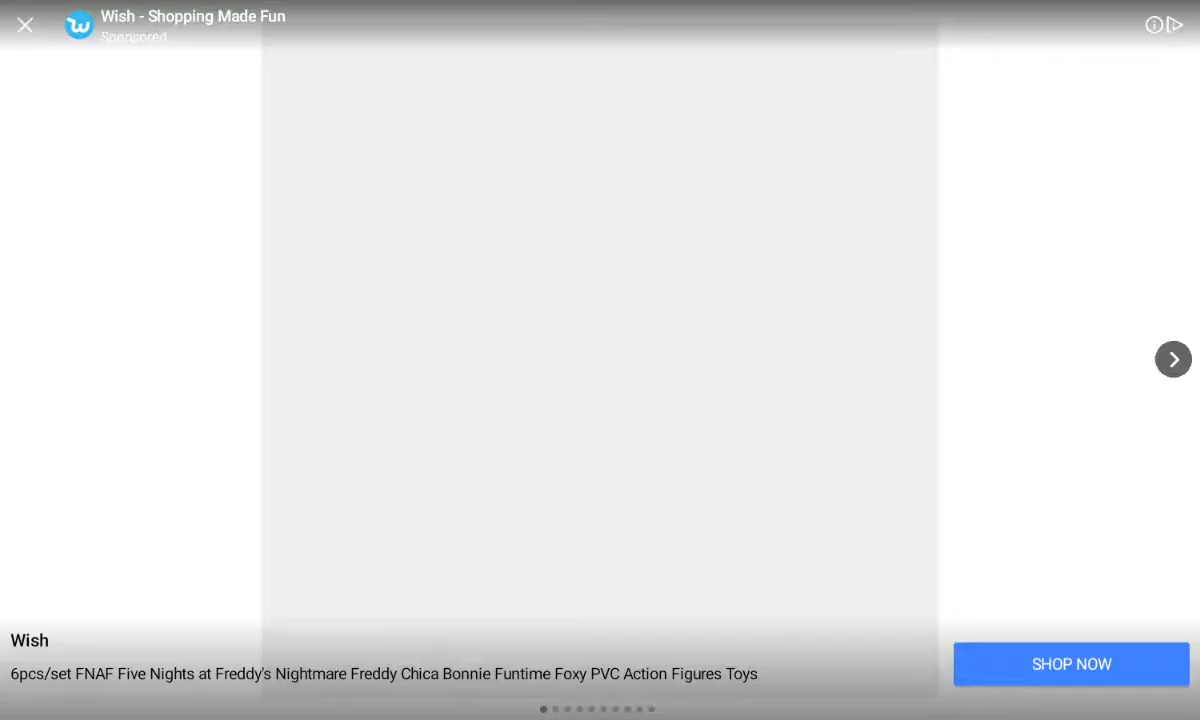 Wish - Shopping Made Fun
Sponsored
Wish
6pcs/set FNAF Five Nights at Freddy's Nightmare Freddy Chica Bonnie Funtime Foxy PVC Action Figures Toys
SHOP NOW